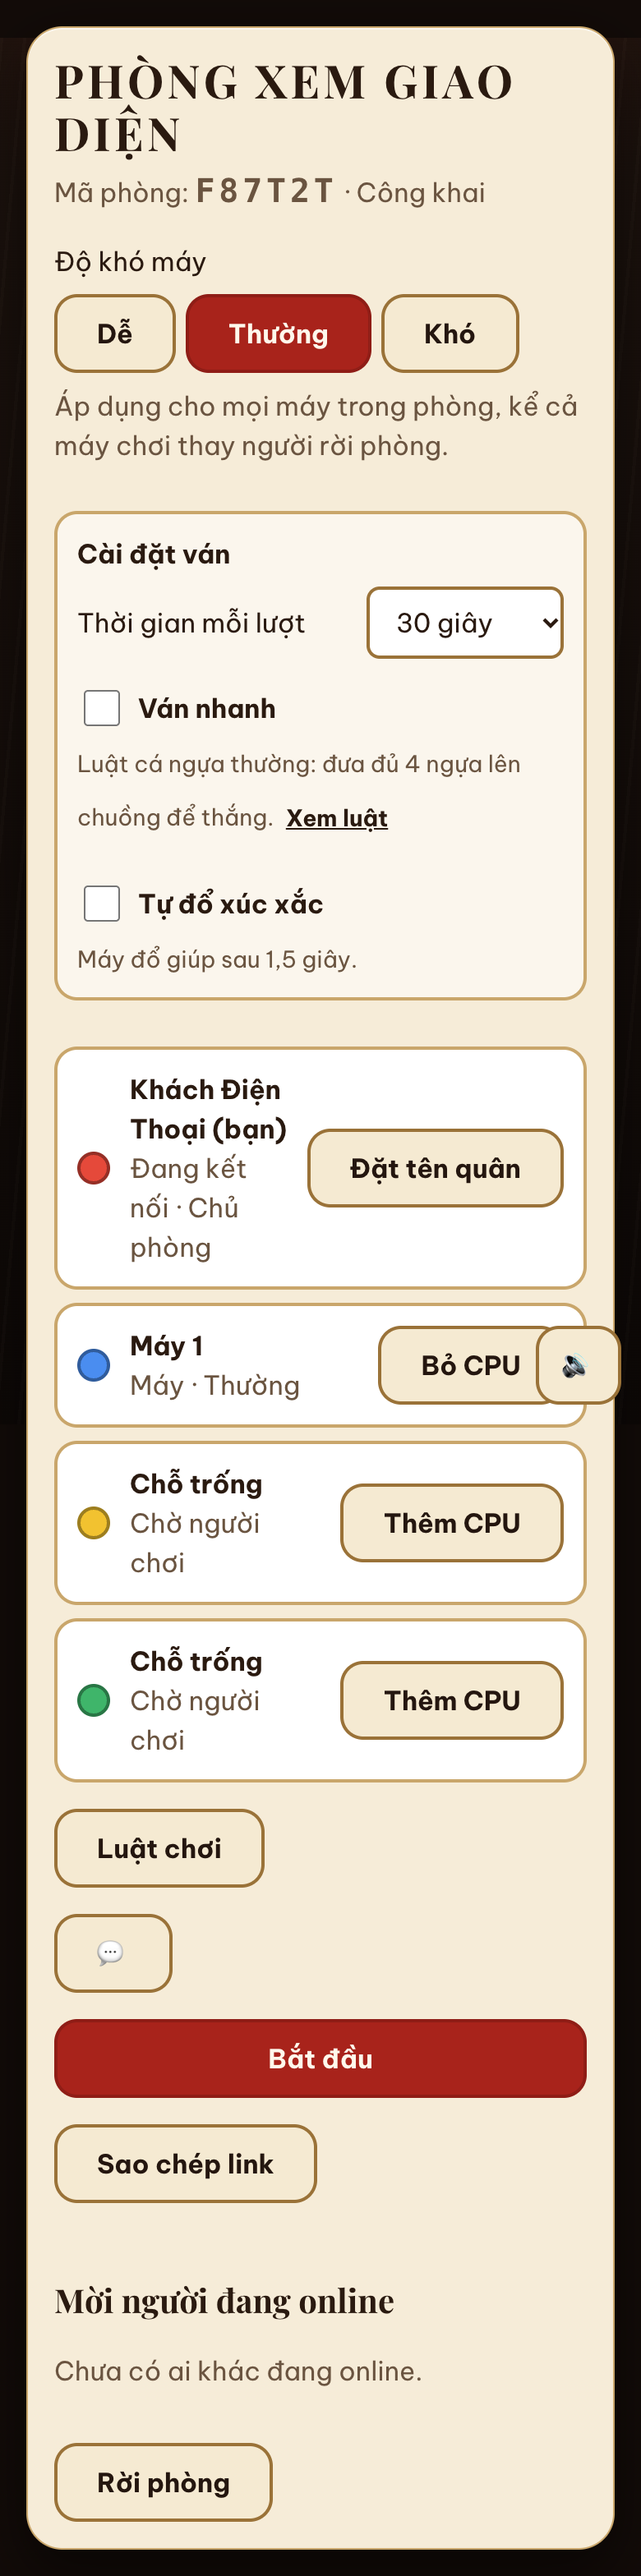 PHÒNG XEM GIAO
DIỆN
Mã phòng: F87T2T · Công khai
Độ khó máy
Dễ
Thường
Khó
Áp dụng cho mọi máy trong phòng, kể cả
máy chơi thay người rời phòng.
Cài đặt ván
Thời gian mỗi lượt
30 giây
Ván nhanh
Luật cá ngựa thường: đưa đủ 4 ngựa lên
chuồng để thắng. Xem luật
Tự đổ xúc xắc
Máy đổ giúp sau 1,5 giây.
Khách Điện
Thoại (bạn)
Đang kết
nối · Chủ
phòng
Đặt tên quân
Máy 1
Máy · Thường
Bỏ CPU
Chỗ trống
Chờ người
chơi
Thêm CPU
Chỗ trống
Chờ người
chơi
Thêm CPU
Luật chơi
Bắt đầu
Sao chép link
Mời người đang online
Chưa có ai khác đang online.
Rời phòng